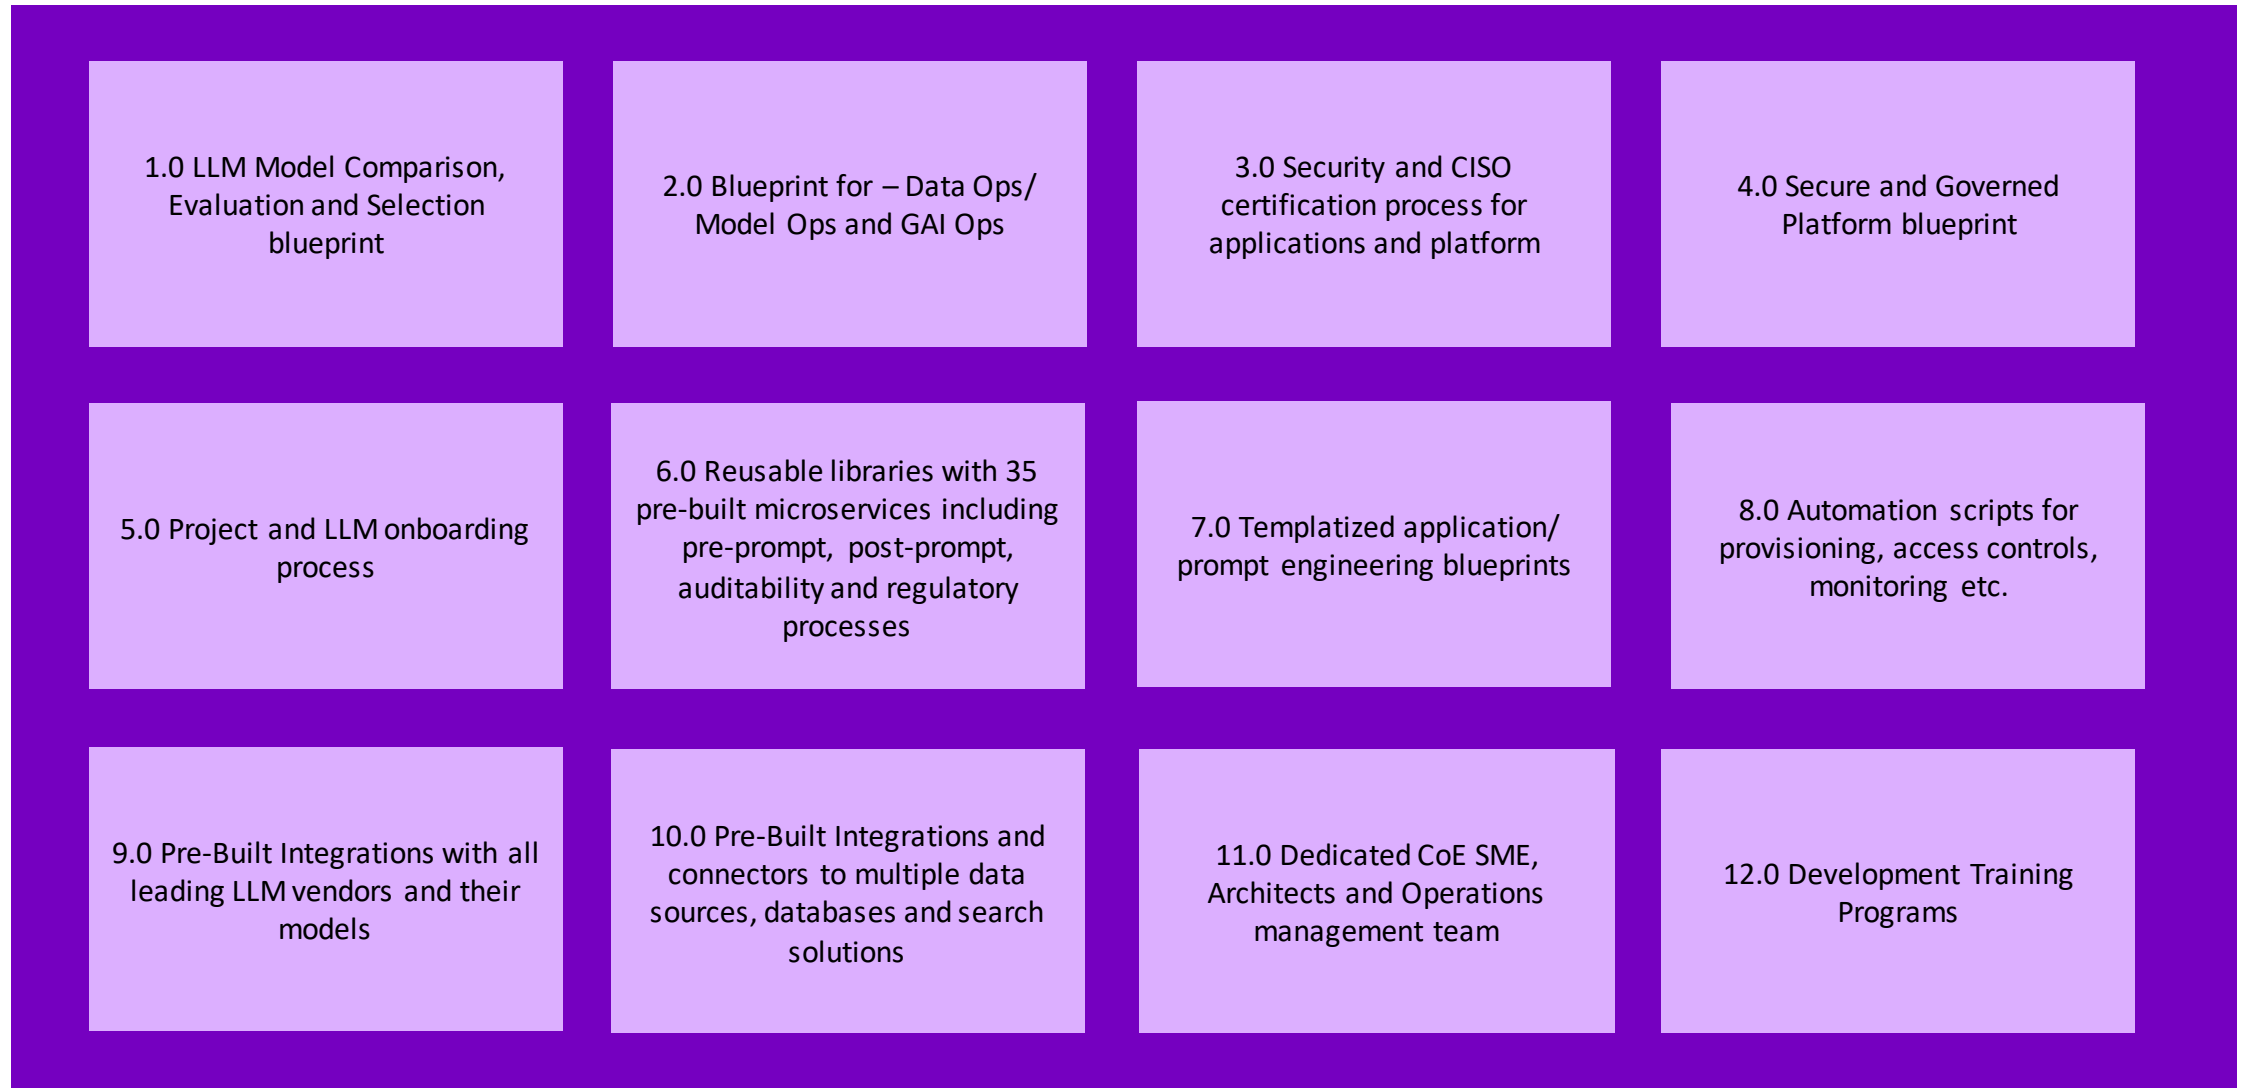 1.0 LLM Model Comparison,
Evaluation and Selection
blueprint
2.0 Blueprint for – Data Ops/
Model Ops and GAI Ops
3.0 Security and CISO
certification process for
applications and platform
4.0 Secure and Governed
Platform blueprint
5.0 Project and LLM onboarding
process
6.0 Reusable libraries with 35
pre-built microservices including
pre-prompt, post-prompt,
auditability and regulatory
processes
7.0 Templatized application/
prompt engineering blueprints
8.0 Automation scripts for
provisioning, access controls,
monitoring etc.
9.0 Pre-Built Integrations with all
leading LLM vendors and their
models
10.0 Pre-Built Integrations and
connectors to multiple data
sources, databases and search
solutions
11.0 Dedicated CoE SME,
Architects and Operations
management team
12.0 Development Training
Programs